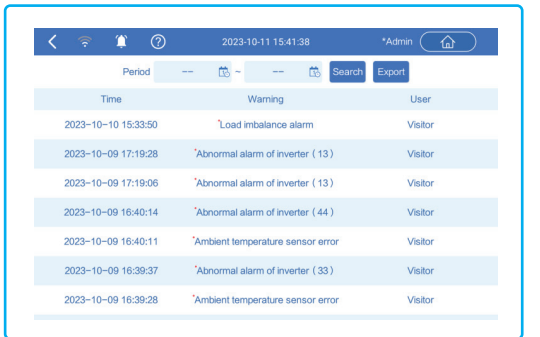 2023-10-11 15:41:38 *Admin
Period -- ~ -- Search Export
Time Warning User
2023-10-10 15:33:50 *Load imbalance alarm Visitor
2023-10-09 17:19:28 *Abnormal alarm of inverter ( 13 ) Visitor
2023-10-09 17:19:06 *Abnormal alarm of inverter ( 13 ) Visitor
2023-10-09 16:40:14 *Abnormal alarm of inverter ( 44 ) Visitor
2023-10-09 16:40:11 *Ambient temperature sensor error Visitor
2023-10-09 16:39:37 *Abnormal alarm of inverter ( 33 ) Visitor
2023-10-09 16:39:28 *Ambient temperature sensor error Visitor